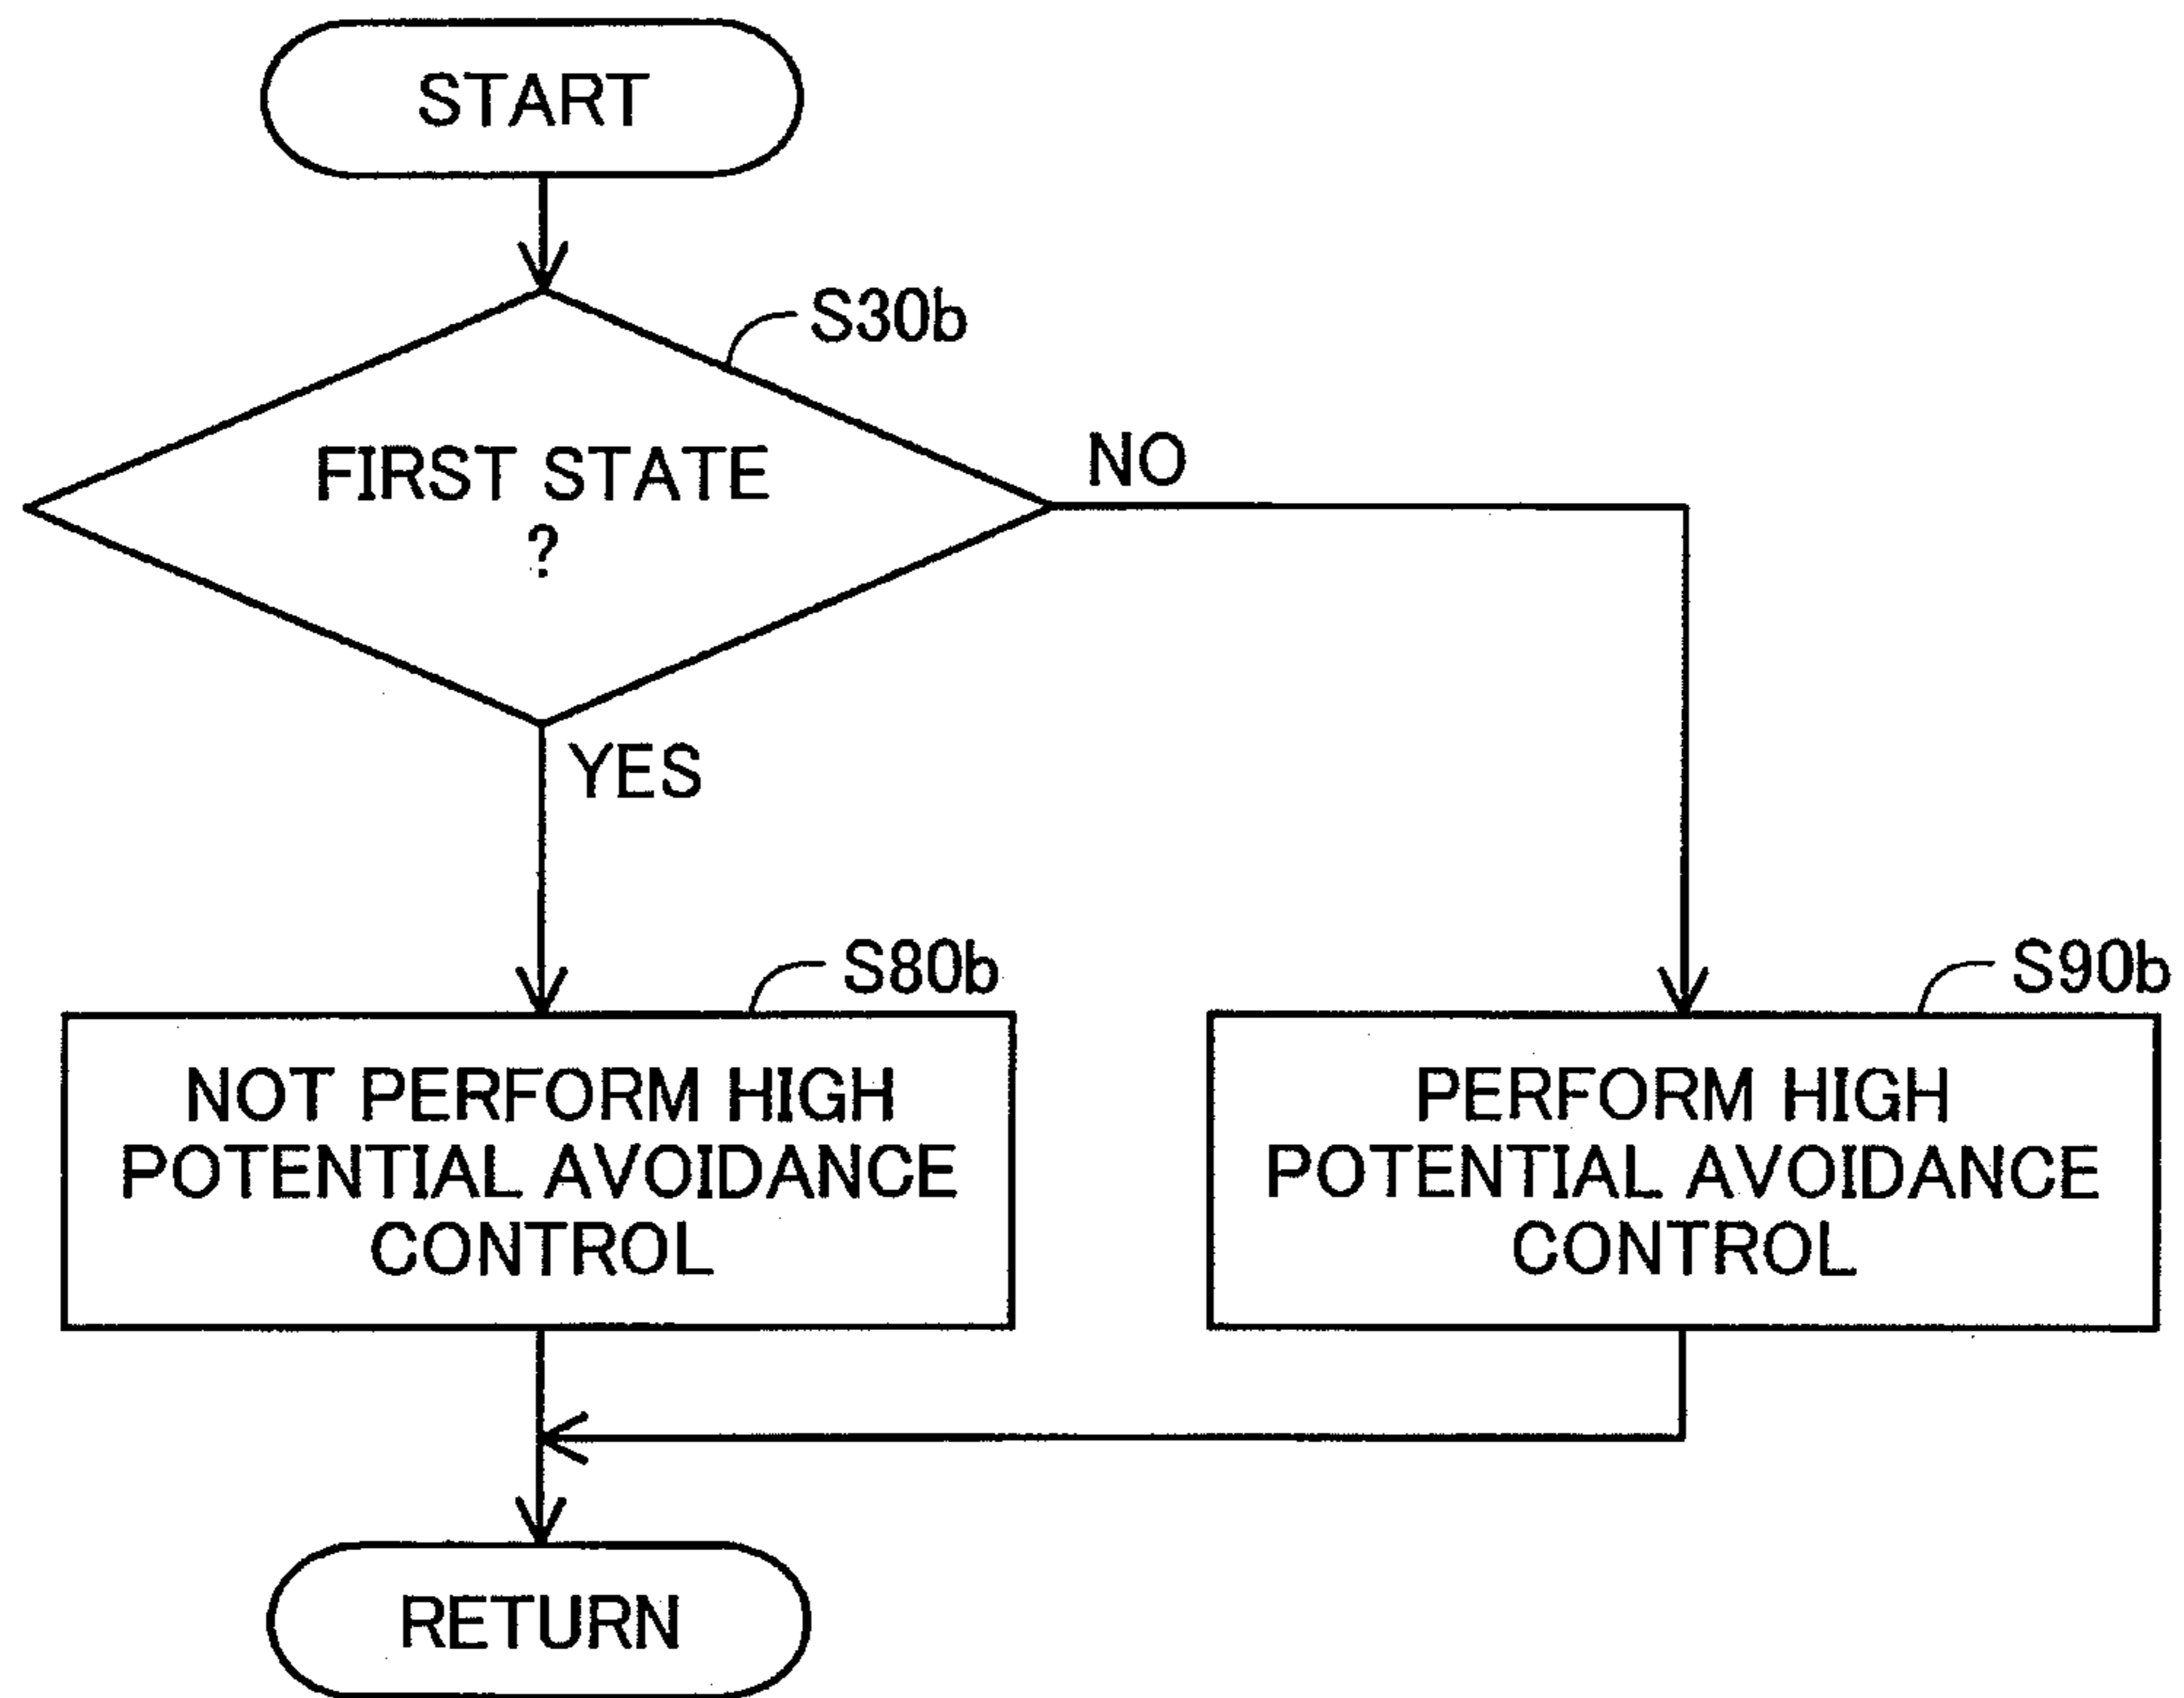 START
S30b
FIRST STATE
?
NO
YES
S80b
NOT PERFORM HIGH
POTENTIAL AVOIDANCE
CONTROL
S90b
PERFORM HIGH
POTENTIAL AVOIDANCE
CONTROL
RETURN